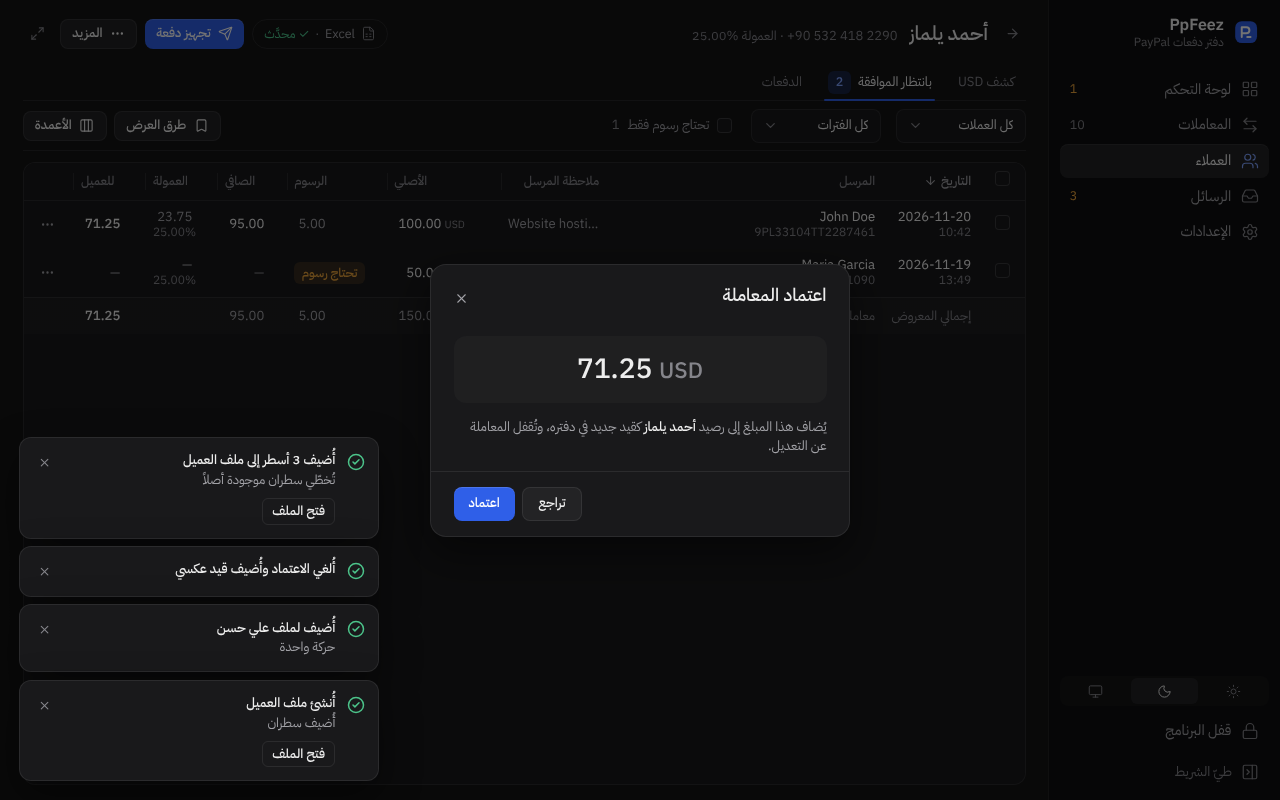 PpFeez
دفتر دفعات PayPal
لوحة التحكم 1
المعاملات 10
العملاء
الرسائل 3
الإعدادات
قفل البرنامج
طيّ الشريط
أحمد يلماز +90 532 418 2290 · العمولة 25.00%
Excel · محدَّث
تجهيز دفعة
المزيد
كشف USD
بانتظار الموافقة 2
الدفعات
كل العملات
كل الفترات
تحتاج رسوم فقط 1
طرق العرض
الأعمدة
التاريخ المرسل ملاحظة المرسل الأصلي الرسوم الصافي العمولة للعميل
2026-11-20 John Doe Website hosti... 100.00 USD 5.00 95.00 23.75 71.25
10:42 9PL33104TT2287461 25.00%
2026-11-19 Garcia 50.0 تحتاج رسوم — — —
13:49 1090 25.00%
إجمالي المعروض 150.0 5.00 95.00 71.25
اعتماد المعاملة
71.25 USD
يُضاف هذا المبلغ إلى رصيد أحمد يلماز كقيد جديد في دفتره، وتُقفل المعاملة
عن التعديل.
تراجع
اعتماد
أُضيف 3 أسطر إلى ملف العميل
تُخطّي سطران موجودة أصلاً
فتح الملف
أُلغي الاعتماد وأُضيف قيد عكسي
أُضيف لملف علي حسن
حركة واحدة
أُنشئ ملف العميل
أُضيف سطران
فتح الملف